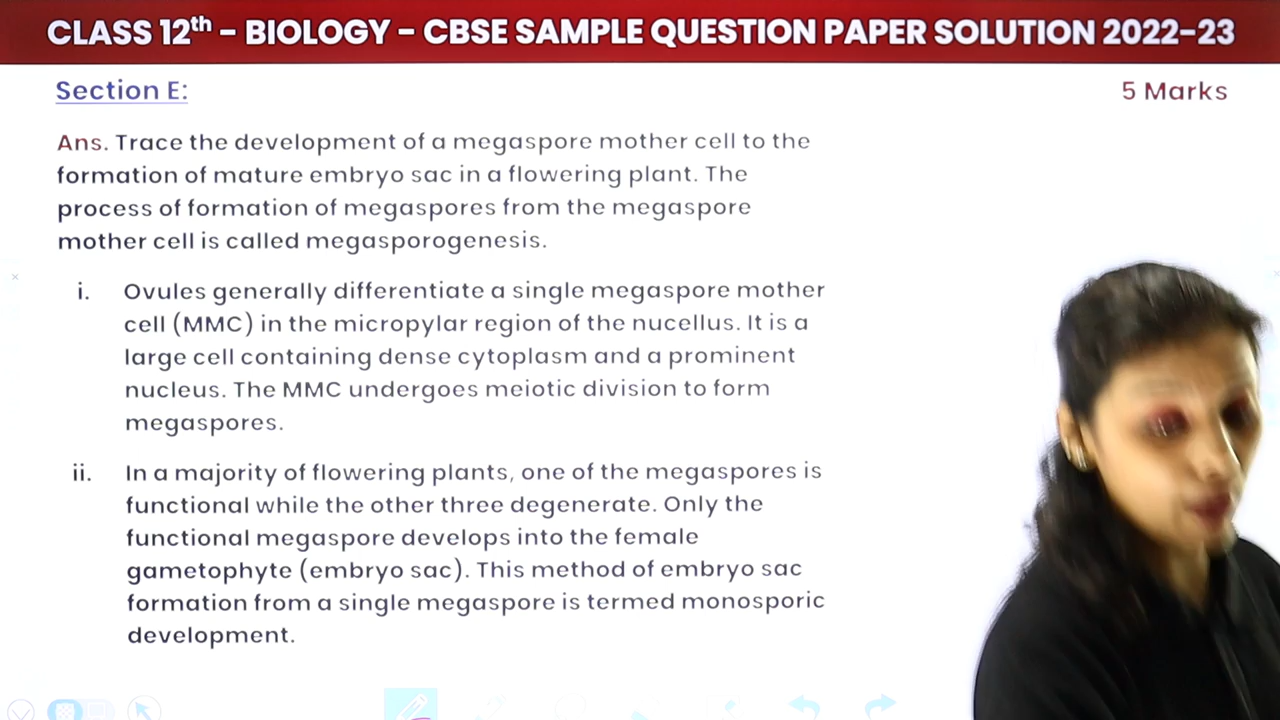 CLASS 12th – BIOLOGY – CBSE SAMPLE QUESTION PAPER SOLUTION 2022–23
Section E:
5 Marks
Ans. Trace the development of a megaspore mother cell to the
formation of mature embryo sac in a flowering plant. The
process of formation of megaspores from the megaspore
mother cell is called megasporogenesis.
i. Ovules generally differentiate a single megaspore mother
cell (MMC) in the micropylar region of the nucellus. It is a
large cell containing dense cytoplasm and a prominent
nucleus. The MMC undergoes meiotic division to form
megaspores.
ii. In a majority of flowering plants, one of the megaspores is
functional while the other three degenerate. Only the
functional megaspore develops into the female
gametophyte (embryo sac). This method of embryo sac
formation from a single megaspore is termed monosporic
development.